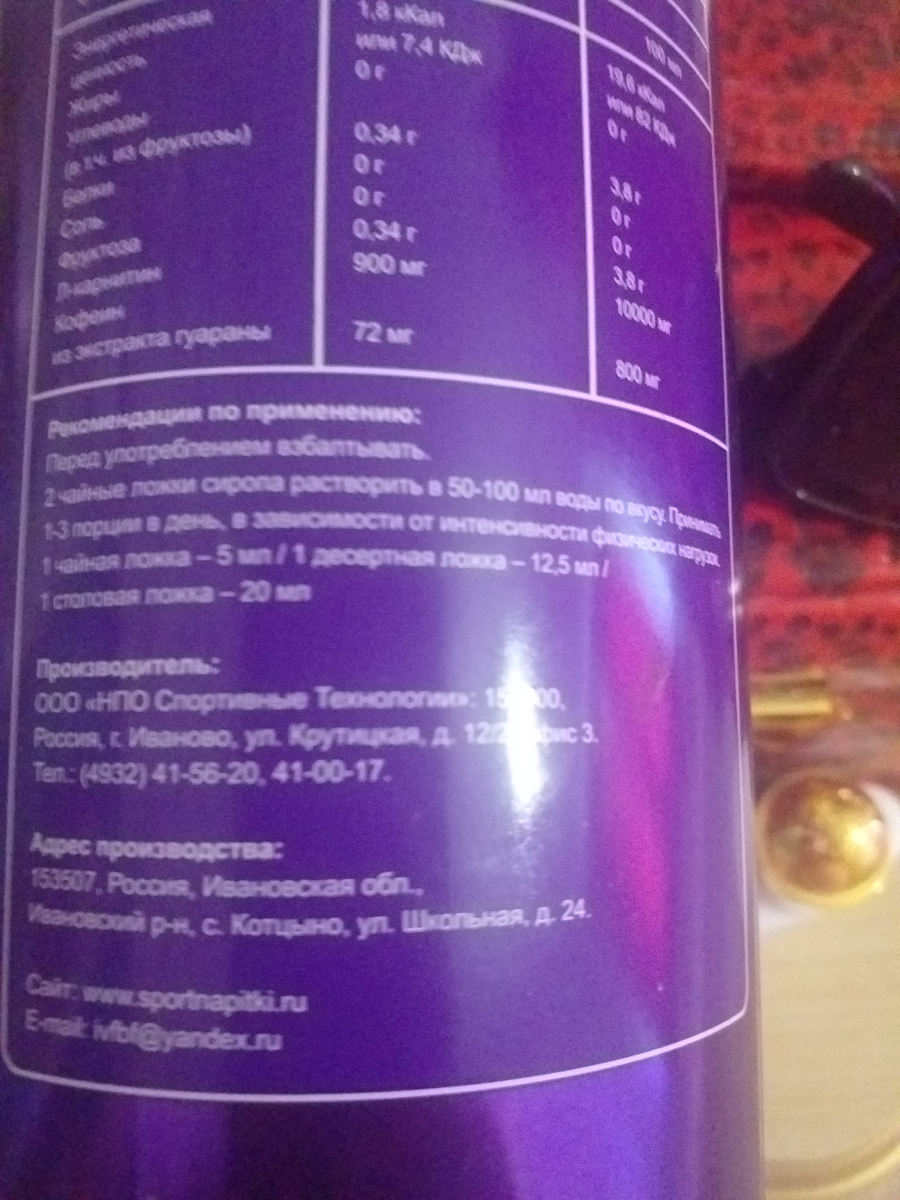 100 мл
Энергетическая 1,8 кКал 19,6 кКал
ценность или 7,4 КДж или 82 КДж
Жиры 0 г 0 г
Углеводы
(в т.ч. из фруктозы) 0,34 г 3,8 г
Белки 0 г 0 г
Соль 0 г 0 г
Фруктоза 0,34 г 3,8 г
Л-карнитин 900 мг 10000 мг
Кофеин
из экстракта гуараны 72 мг 800 мг
Рекомендации по применению:
Перед употреблением взбалтывать.
2 чайные ложки сиропа растворить в 50-100 мл воды по вкусу. Принимать
1-3 порции в день, в зависимости от интенсивности физических нагрузок.
1 чайная ложка – 5 мл / 1 десертная ложка – 12,5 мл /
1 столовая ложка – 20 мл
Производитель:
ООО «НПО Спортивные Технологии»:
Россия, г. Иваново, ул. Крутицкая, д. 3.
Тел.: (4932) 41-56-20, 41-00-17.
Адрес производства:
153507, Россия, Ивановская обл.,
Ивановский р-н, с. Котцыно, ул. Школьная, д. 24.
Сайт: www.sportnapitki.ru
E-mail: ivfbf@yandex.ru